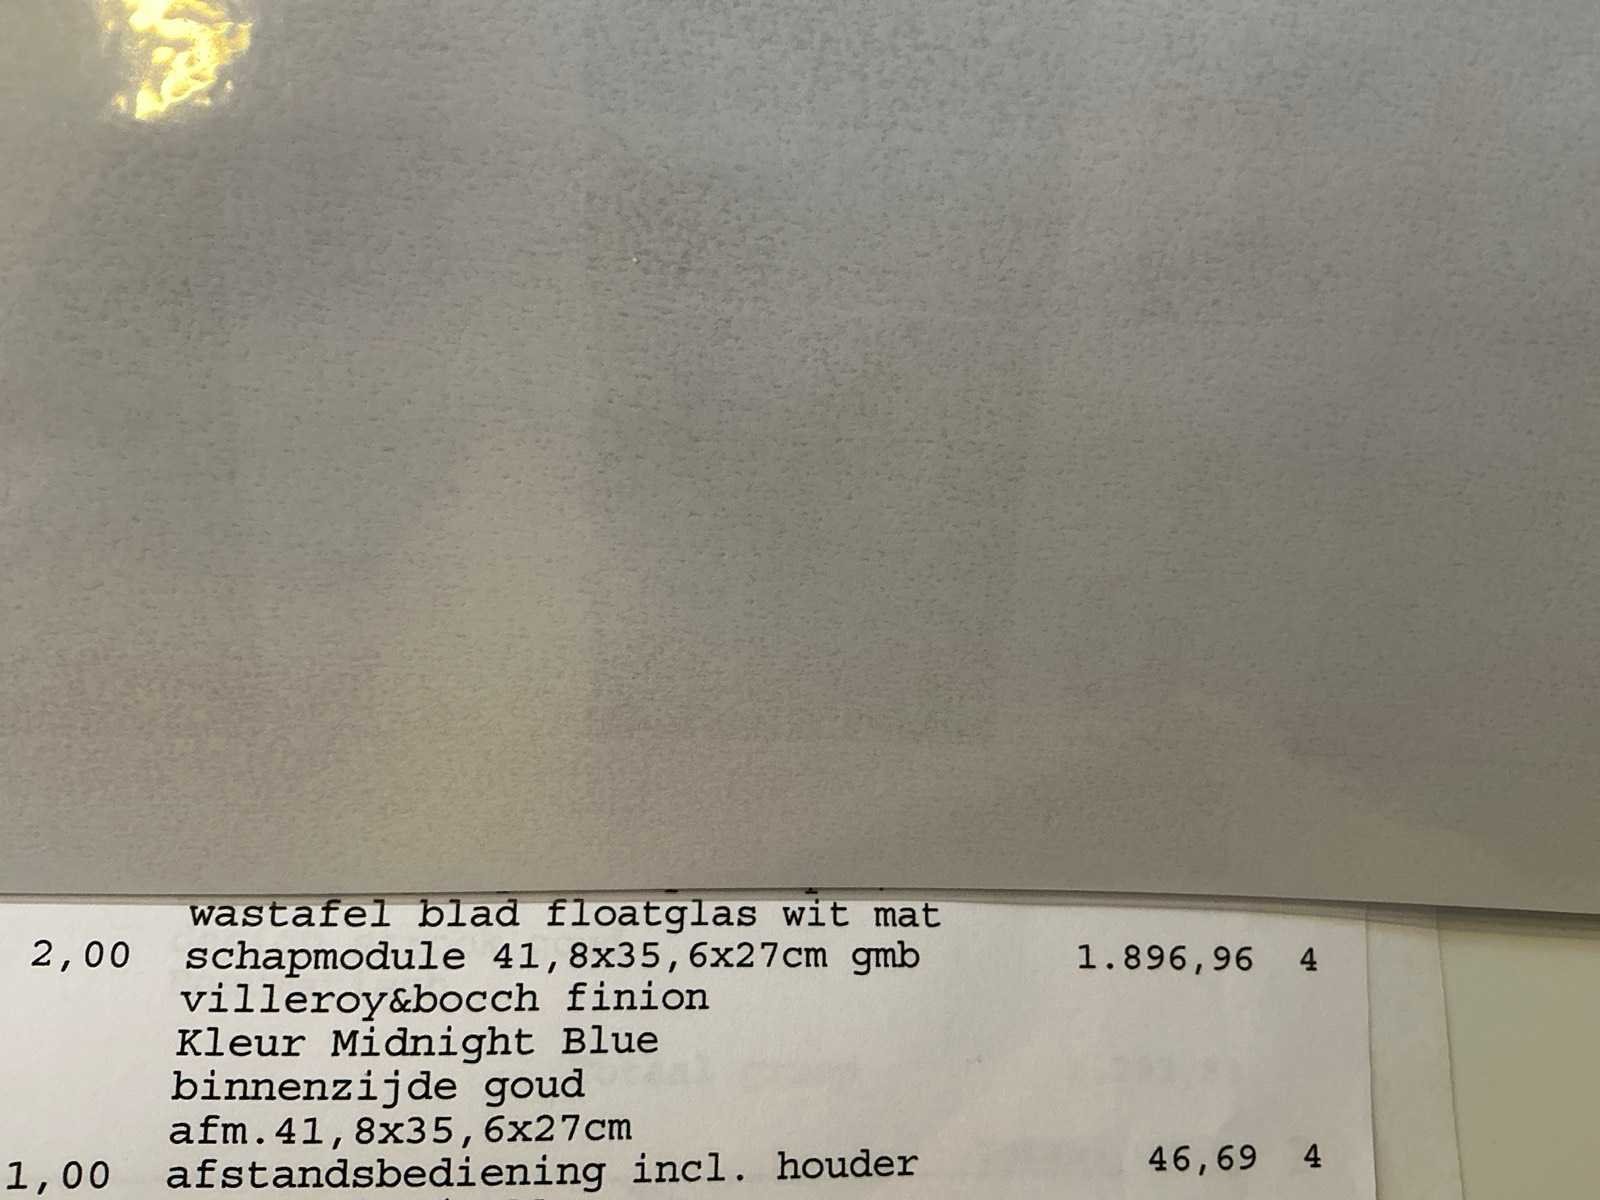 wastafel blad floatglas wit mat
2,00 schapmodule 41,8x35,6x27cm gmb 1.896,96 4
villeroy&bocch finion
Kleur Midnight Blue
binnenzijde goud
afm.41,8x35,6x27cm
1,00 afstandsbediening incl. houder 46,69 4